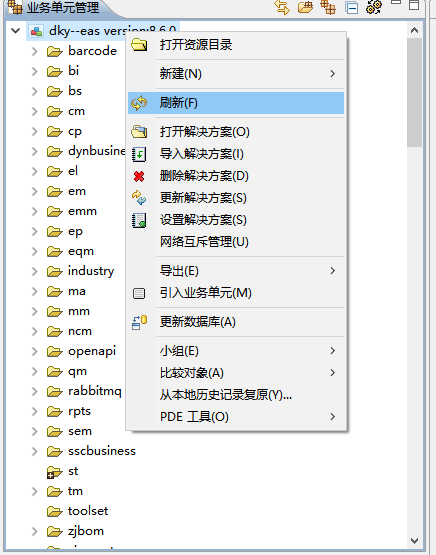 业务单元管理
dky--eas version:8.6.0
barcode
bi
bs
cm
cp
dynbusine
el
em
emm
ep
eqm
industry
ma
mm
ncm
openapi
qm
rabbitmq
rpts
sem
sscbusiness
st
tm
toolset
zjbom
打开资源目录
新建(N)
刷新(F)
打开解决方案(O)
导入解决方案(I)
删除解决方案(D)
更新解决方案(S)
设置解决方案(S)
网络互斥管理(U)
导出(E)
引入业务单元(M)
更新数据库(A)
小组(E)
比较对象(A)
从本地历史记录复原(Y)...
PDE 工具(O)